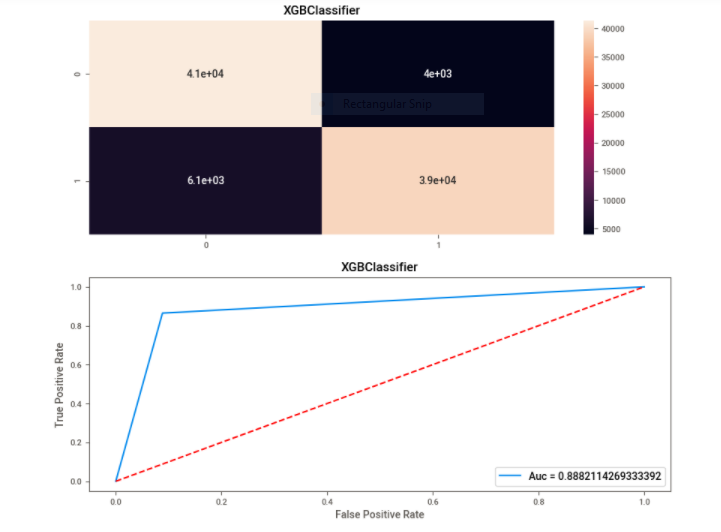 XGBClassifier
0
4.1e+04
4e+03
Rectangular Snip
1
6.1e+03
3.9e+04
0
1
40000
35000
30000
25000
20000
15000
10000
5000
XGBClassifier
True Positive Rate
1.0
0.8
0.6
0.4
0.2
0.0
Auc = 0.8882114269333392
0.0
0.2
0.4
0.6
0.8
1.0
False Positive Rate